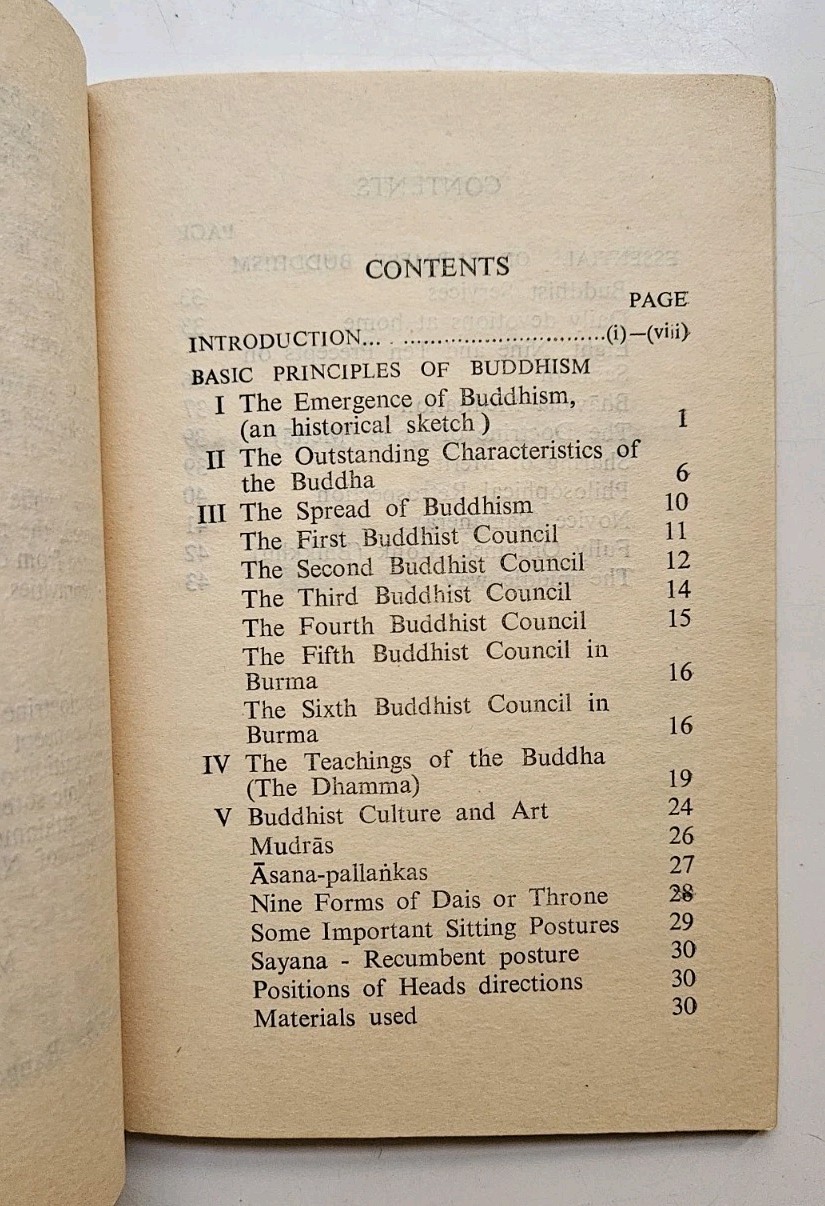 CONTENTS
PAGE
INTRODUCTION... . ..............................(i)—(viii)
BASIC PRINCIPLES OF BUDDHISM
I The Emergence of Buddhism,
(an historical sketch) 1
II The Outstanding Characteristics of
the Buddha 6
III The Spread of Buddhism 10
The First Buddhist Council 11
The Second Buddhist Council 12
The Third Buddhist Council 14
The Fourth Buddhist Council 15
The Fifth Buddhist Council in
Burma 16
The Sixth Buddhist Council in
Burma 16
IV The Teachings of the Buddha
(The Dhamma) 19
V Buddhist Culture and Art 24
Mudrās 26
Āsana-pallaṅkas 27
Nine Forms of Dais or Throne 28
Some Important Sitting Postures 29
Sayana - Recumbent posture 30
Positions of Heads directions 30
Materials used 30